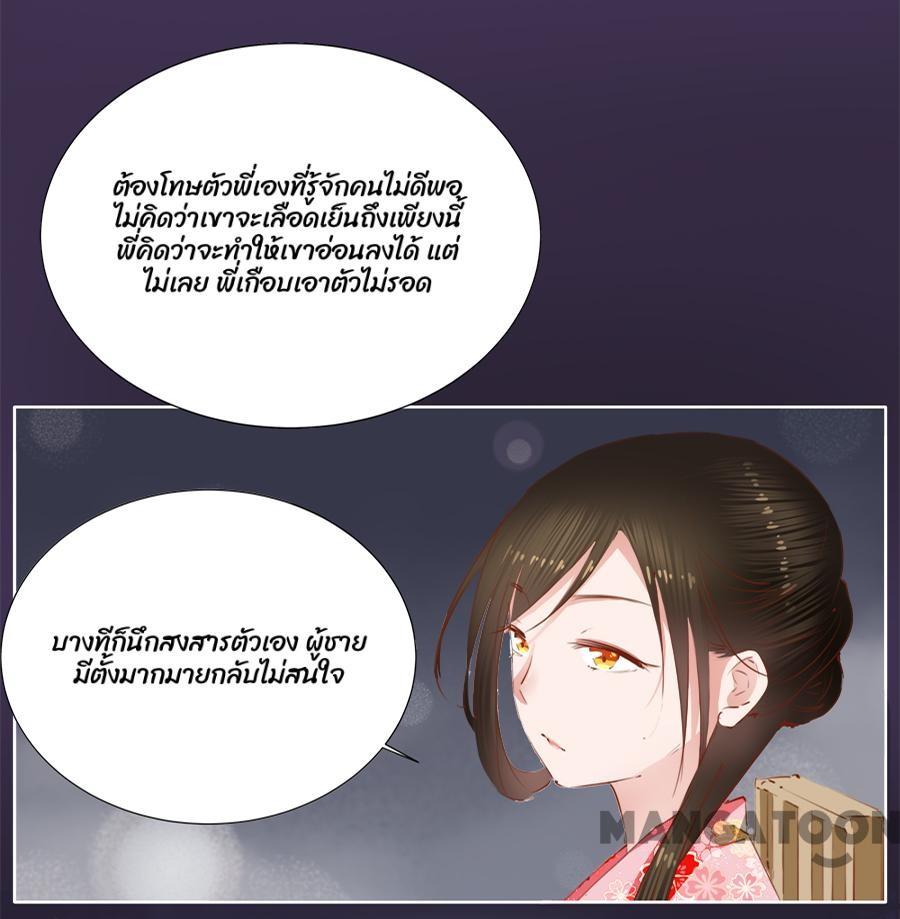 ต้องโทษตัวพี่เองที่รู้จักคนไม่ดีพอ
ไม่คิดว่าเขาจะเลือดเย็นถึงเพียงนี้
พี่คิดว่าจะทำให้เขาอ่อนลงได้ แต่
ไม่เลย พี่เกือบเอาตัวไม่รอด
บางทีก็นึกสงสารตัวเอง ผู้ชาย
มีตั้งมากมายกลับไม่สนใจ
MANGATOON